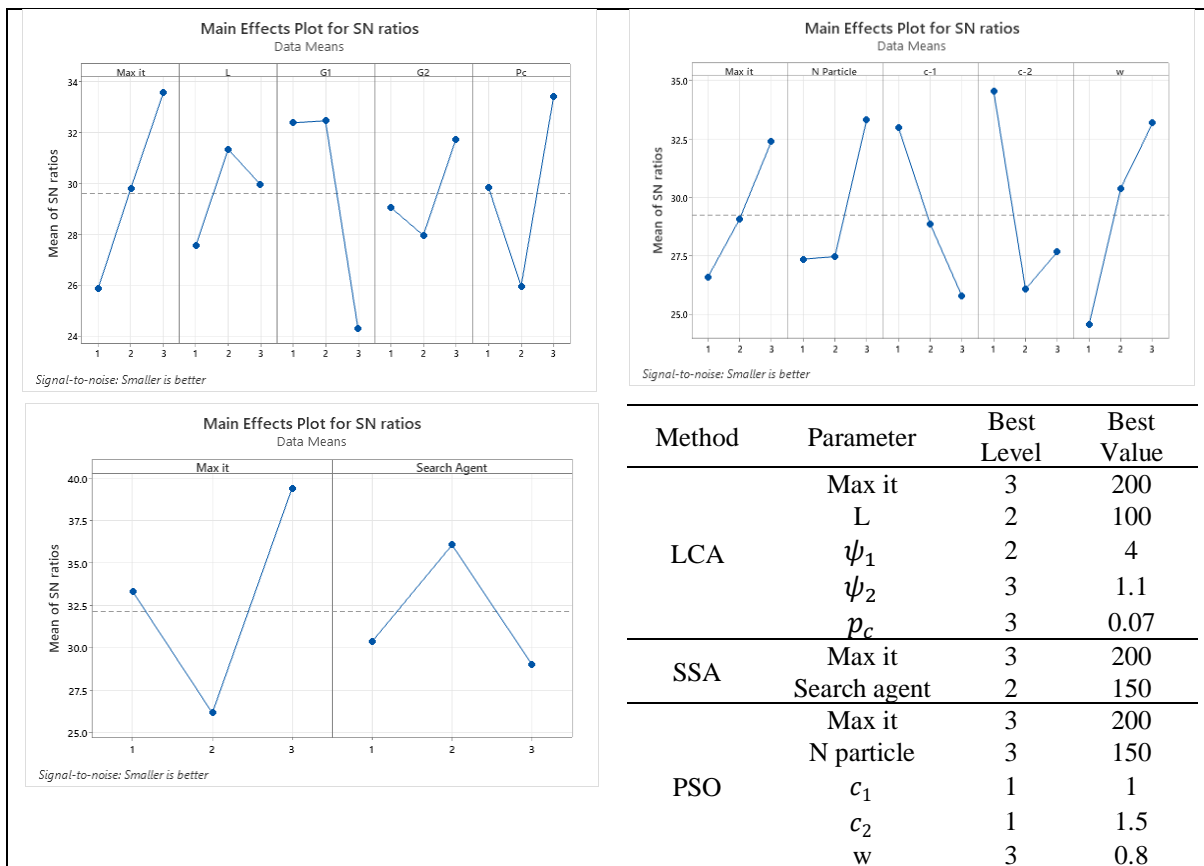 Main Effects Plot for SN ratios
Data Means
Max it L G1 G2 Pc
Mean of SN ratios
34
32
30
28
26
24
1 2 3 1 2 3 1 2 3 1 2 3 1 2 3
Signal-to-noise: Smaller is better
Main Effects Plot for SN ratios
Data Means
Max it N Particle c-1 c-2 w
Mean of SN ratios
35.0
32.5
30.0
27.5
25.0
1 2 3 1 2 3 1 2 3 1 2 3 1 2 3
Signal-to-noise: Smaller is better
Main Effects Plot for SN ratios
Data Means
Max it Search Agent
Mean of SN ratios
40.0
37.5
35.0
32.5
30.0
27.5
25.0
1 2 3 1 2 3
Signal-to-noise: Smaller is better
Method Parameter Best Level Best Value
LCA
Max it 3 200
L 2 100
ψ₁ 2 4
ψ₂ 3 1.1
p_c 3 0.07
SSA
Max it 3 200
Search agent 2 150
PSO
Max it 3 200
N particle 3 150
c₁ 1 1
c₂ 1 1.5
w 3 0.8